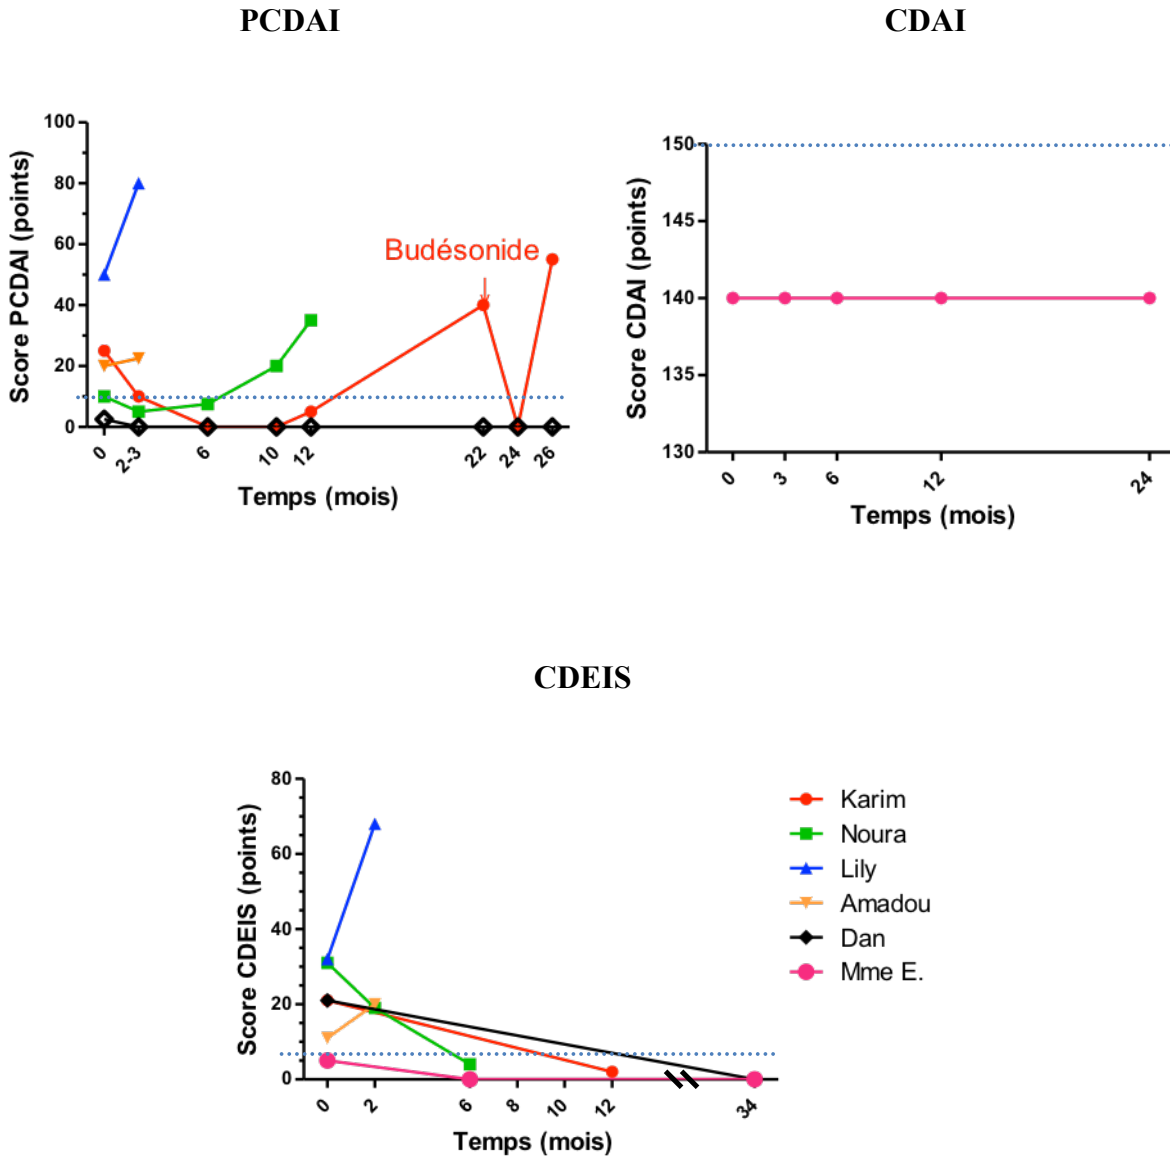 PCDAI
CDAI
Score PCDAI (points)
100
80
60
40
20
0
Budésonide
0
2-3
6
10
12
22
24
26
Temps (mois)
Score CDAI (points)
150
145
140
135
130
0
3
6
12
24
Temps (mois)
CDEIS
Score CDEIS (points)
80
60
40
20
0
0
2
6
8
10
12
34
Temps (mois)
Karim
Noura
Lily
Amadou
Dan
Mme E.